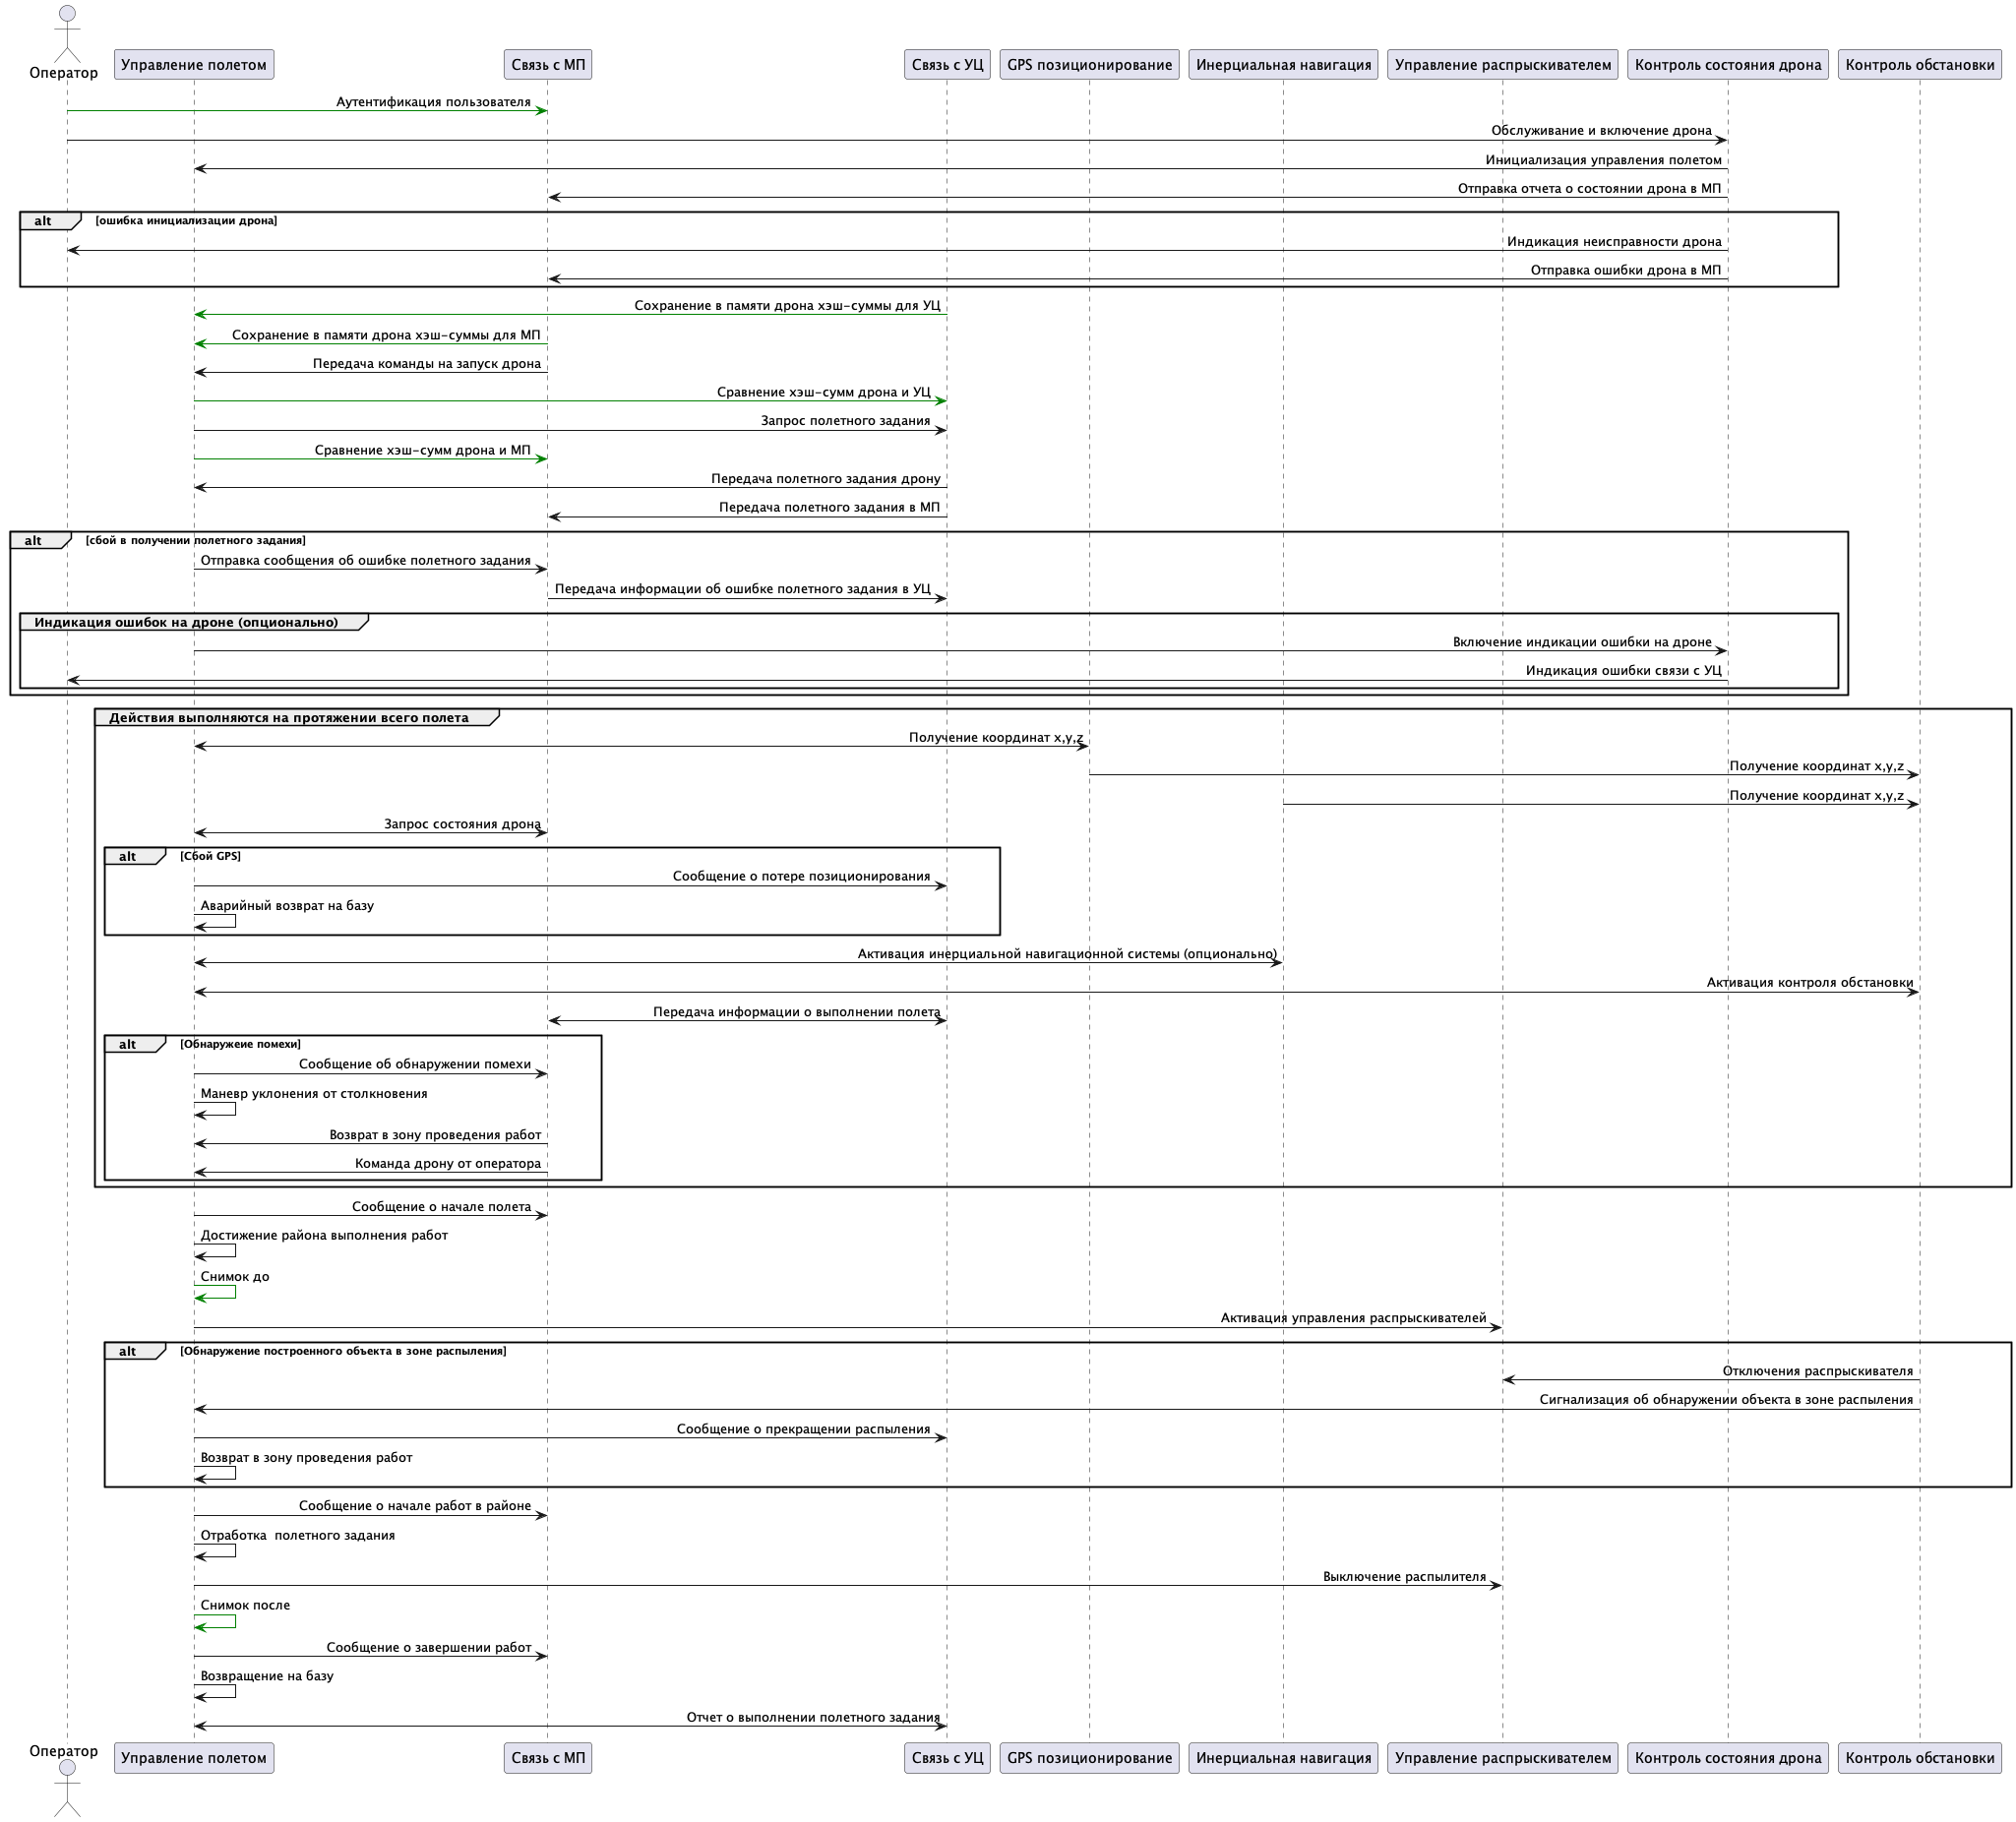 Оператор
Управление полетом
Связь с МП
Связь с УЦ
GPS позиционирование
Инерциальная навигация
Управление распрыскивателем
Контроль состояния дрона
Контроль обстановки
Аутентификация пользователя
Обслуживание и включение дрона
Инициализация управления полетом
Отправка отчета о состоянии дрона в МП
alt
[ошибка инициализации дрона]
Индикация неисправности дрона
Отправка ошибки дрона в МП
Сохранение в памяти дрона хэш-суммы для УЦ
Сохранение в памяти дрона хэш-суммы для МП
Передача команды на запуск дрона
Сравнение хэш-сумм дрона и УЦ
Запрос полетного задания
Сравнение хэш-сумм дрона и МП
Передача полетного задания дрону
Передача полетного задания в МП
alt
[сбой в получении полетного задания]
Отправка сообщения об ошибке полетного задания
Передача информации об ошибке полетного задания в УЦ
Индикация ошибок на дроне (опционально)
Включение индикации ошибки на дроне
Индикация ошибки связи с УЦ
Действия выполняются на протяжении всего полета
Получение координат x,y,z
Получение координат x,y,z
Получение координат x,y,z
Запрос состояния дрона
alt
[Сбой GPS]
Сообщение о потере позиционирования
Аварийный возврат на базу
Активация инерциальной навигационной системы (опционально)
Активация контроля обстановки
Передача информации о выполнении полета
alt
[Обнаружеие помехи]
Сообщение об обнаружении помехи
Маневр уклонения от столкновения
Возврат в зону проведения работ
Команда дрону от оператора
Сообщение о начале полета
Достижение района выполнения работ
Снимок до
Активация управления распрыскивателей
alt
[Обнаружение построенного объекта в зоне распыления]
Отключения распрыскивателя
Сигнализация об обнаружении объекта в зоне распыления
Сообщение о прекращении распыления
Возврат в зону проведения работ
Сообщение о начале работ в районе
Отработка  полетного задания
Выключение распылителя
Снимок после
Сообщение о завершении работ
Возвращение на базу
Отчет о выполнении полетного задания
Оператор
Управление полетом
Связь с МП
Связь с УЦ
GPS позиционирование
Инерциальная навигация
Управление распрыскивателем
Контроль состояния дрона
Контроль обстановки